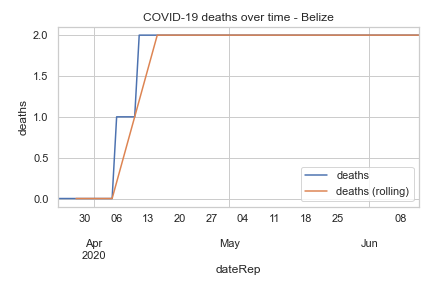 COVID-19 deaths over time - Belize
deaths
2.0
1.5
1.0
0.5
0.0
deaths
deaths (rolling)
30 06 13 20 27 04 11 18 25 08
Apr May Jun
2020
dateRep